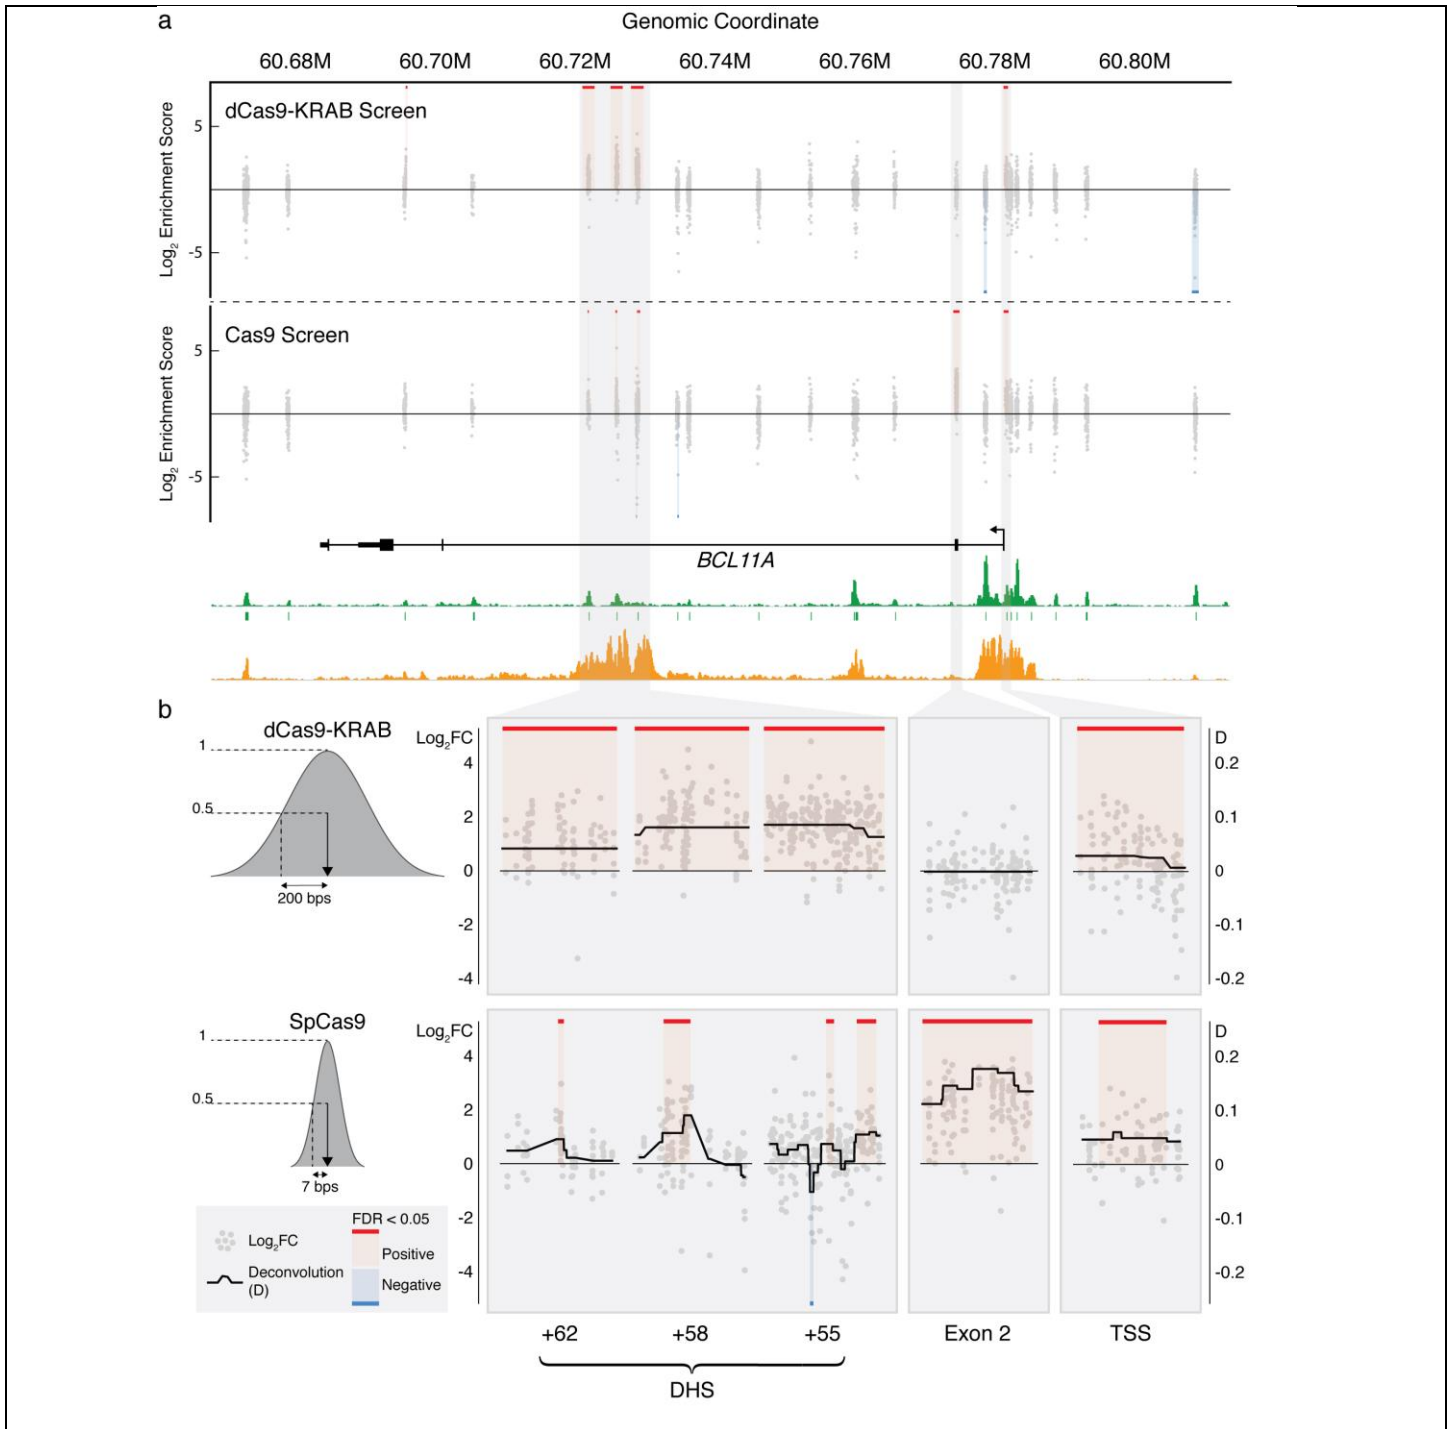 a
Genomic Coordinate
60.68M 60.70M 60.72M 60.74M 60.76M 60.78M 60.80M
dCas9-KRAB Screen
Log2 Enrichment Score
5
-5
Cas9 Screen
Log2 Enrichment Score
5
-5
BCL11A
b
dCas9-KRAB
1
0.5
200 bps
Log2FC
4
2
0
-2
-4
D
0.2
0.1
0
-0.1
-0.2
SpCas9
1
0.5
7 bps
Log2FC
4
2
0
-2
-4
D
0.2
0.1
0
-0.1
-0.2
Log2FC
Deconvolution
(D)
FDR < 0.05
Positive
Negative
+62 +58 +55 Exon 2 TSS
DHS